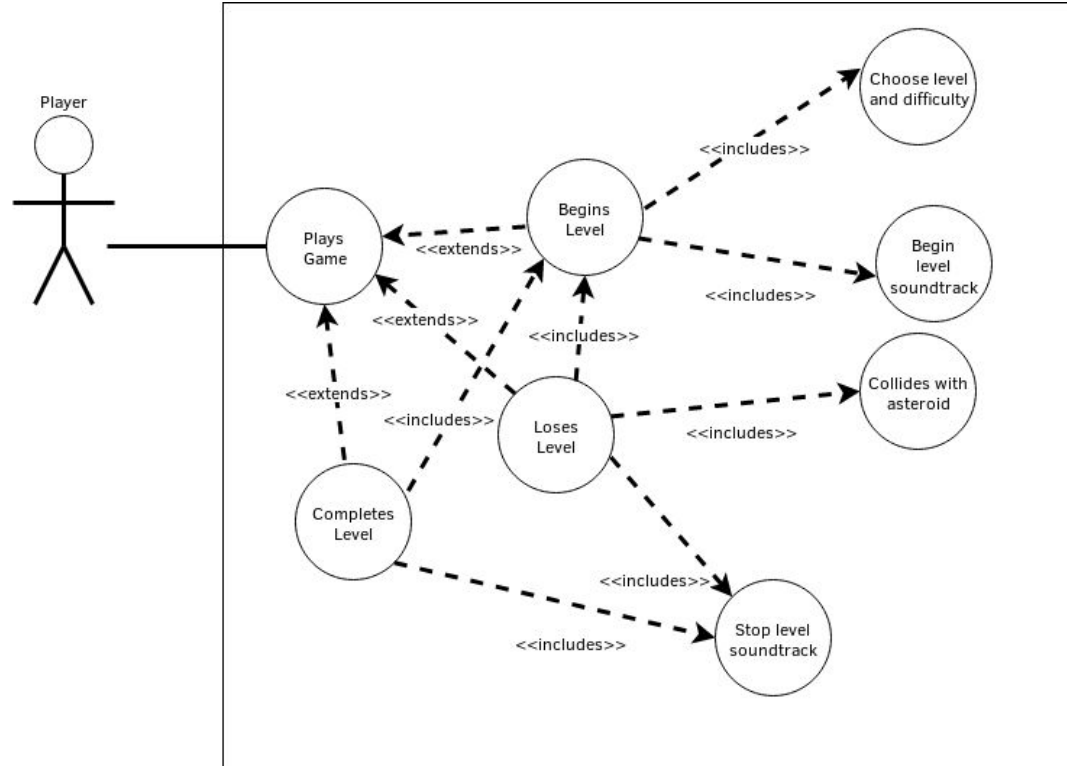 Choose level
and difficulty
Player
<<includes>>
Begins
Level
Plays
Game
<<extends>>
Begin
level
soundtrack
<<includes>>
<<extends>>
<<includes>>
Collides with
asteroid
<<extends>>
<<includes>>
Loses
Level
<<includes>>
Completes
Level
<<includes>>
<<includes>>
Stop level
soundtrack